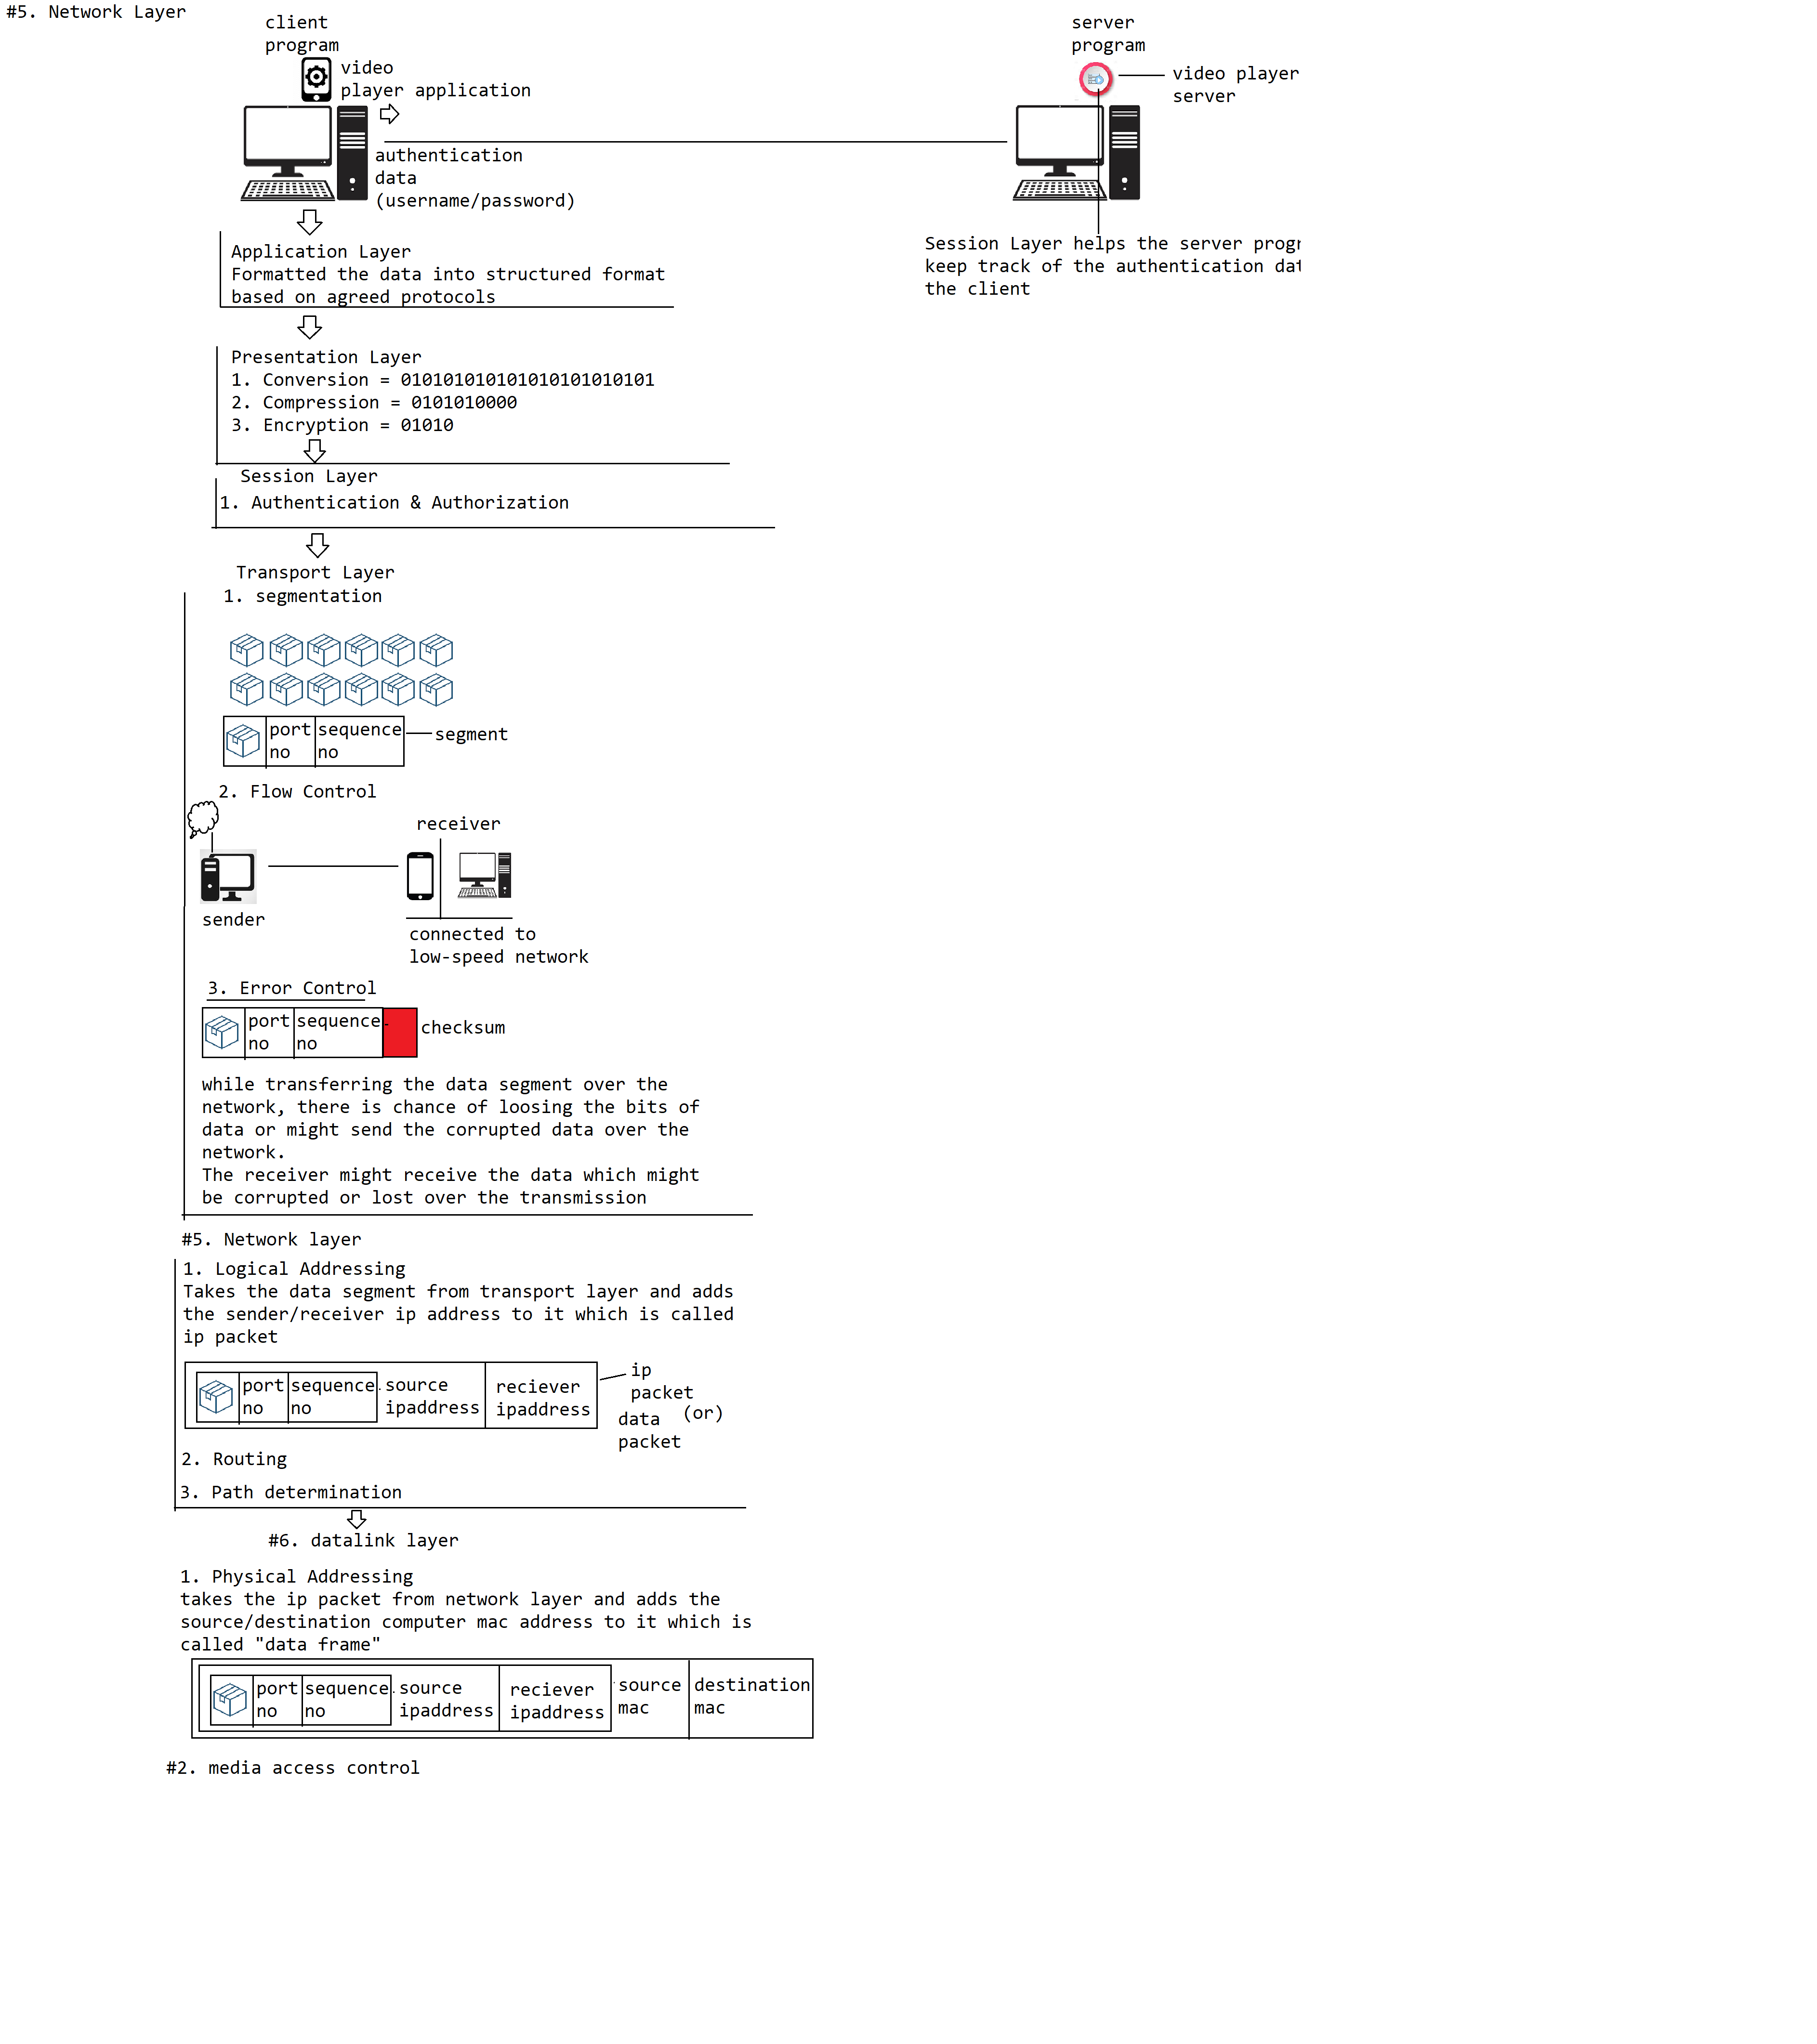 #5. Network Layer
client
program
video
player application
server
program
video player
server
authentication
data
(username/password)
Application Layer
Formatted the data into structured format
based on agreed protocols
Session Layer helps the server progr
keep track of the authentication dat
the client
Presentation Layer
1. Conversion = 010101010101010101010101
2. Compression = 0101010000
3. Encryption = 01010
Session Layer
1. Authentication & Authorization
Transport Layer
1. segmentation
port
no
sequence
no
segment
2. Flow Control
receiver
sender
connected to
low-speed network
3. Error Control
port
no
sequence
no
checksum
while transferring the data segment over the
network, there is chance of loosing the bits of
data or might send the corrupted data over the
network.
The receiver might receive the data which might
be corrupted or lost over the transmission
#5. Network layer
1. Logical Addressing
Takes the data segment from transport layer and adds
the sender/receiver ip address to it which is called
ip packet
port
no
sequence
no
source
ipaddress
reciever
ipaddress
ip
packet
(or)
data
packet
2. Routing
3. Path determination
#6. datalink layer
1. Physical Addressing
takes the ip packet from network layer and adds the
source/destination computer mac address to it which is
called "data frame"
port
no
sequence
no
source
ipaddress
reciever
ipaddress
source
mac
destination
mac
#2. media access control